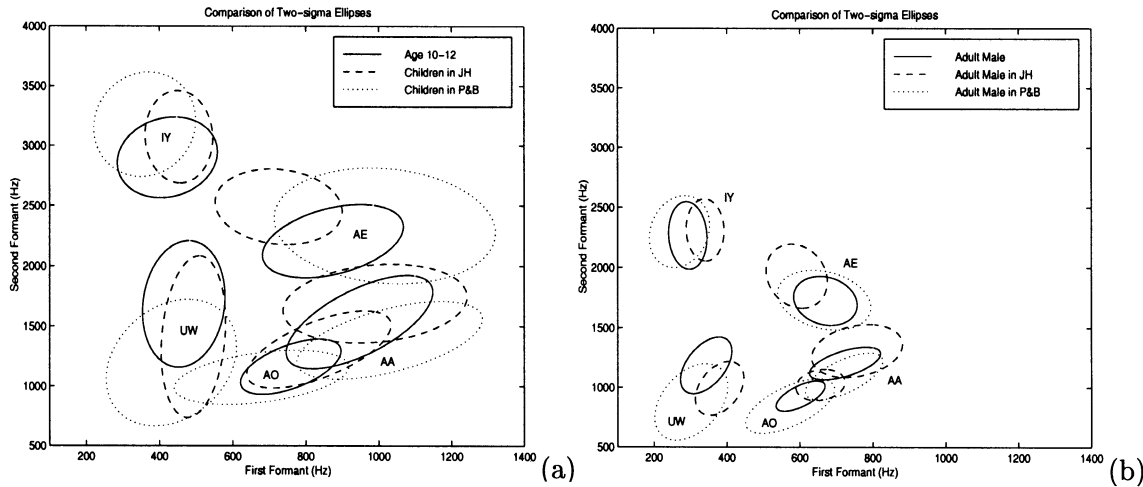 Comparison of Two-sigma Ellipses
4000
3500
3000
2500
2000
1500
1000
500
Second Formant (Hz)
Age 10-12
Children in JH
Children in P&B
IY
AE
UW
AO
AA
200 400 600 800 1000 1200 1400
First Formant (Hz)
(a)
Comparison of Two-sigma Ellipses
4000
3500
3000
2500
2000
1500
1000
500
Second Formant (Hz)
Adult Male
Adult Male in JH
Adult Male in P&B
IY
AE
AA
UW
AO
200 400 600 800 1000 1200 1400
First Formant (Hz)
(b)